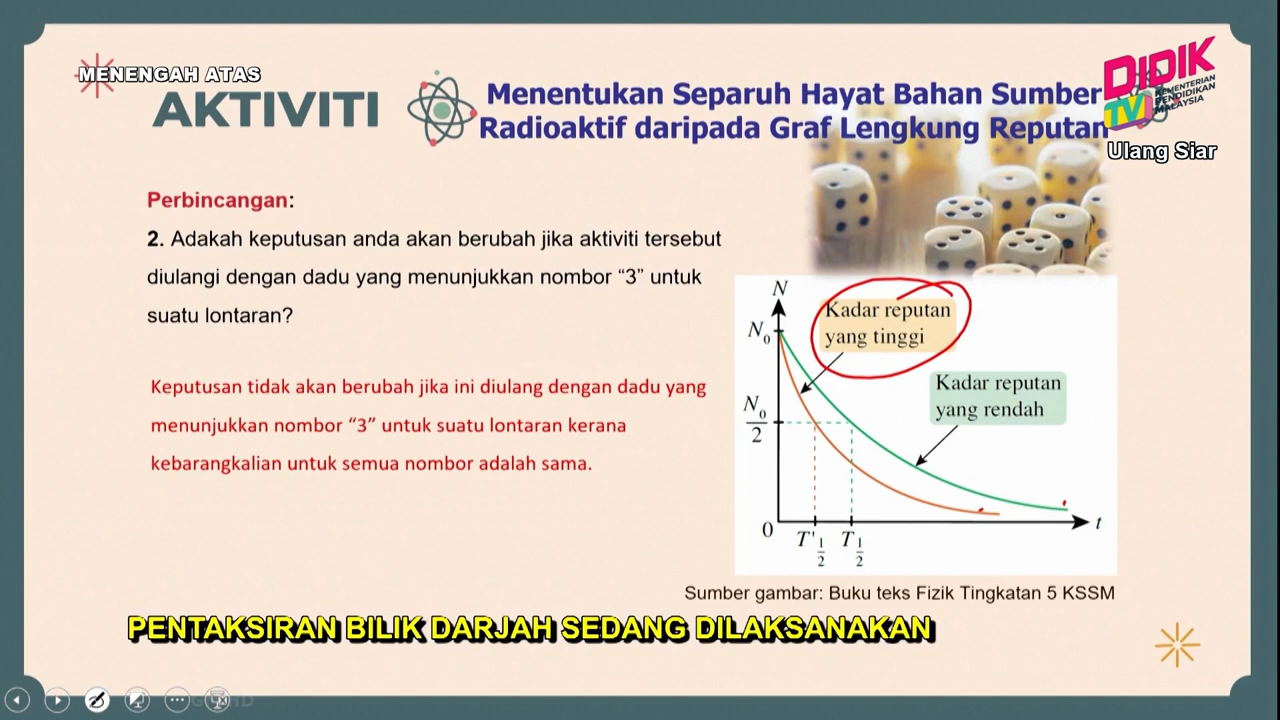 MENENGAH ATAS
AKTIVITI
Menentukan Separuh Hayat Bahan Sumber
Radioaktif daripada Graf Lengkung Reputan
DIDIK
TV
KEMENTERIAN
PENDIDIKAN
MALAYSIA
Ulang Siar
Perbincangan:
2. Adakah keputusan anda akan berubah jika aktiviti tersebut
diulangi dengan dadu yang menunjukkan nombor “3” untuk
suatu lontaran?
Keputusan tidak akan berubah jika ini diulang dengan dadu yang
menunjukkan nombor “3” untuk suatu lontaran kerana
kebarangkalian untuk semua nombor adalah sama.
N
N₀
Kadar reputan
yang tinggi
Kadar reputan
yang rendah
N₀/2
0
T'1/2
T1/2
t
Sumber gambar: Buku teks Fizik Tingkatan 5 KSSM
PENTAKSIRAN BILIK DARJAH SEDANG DILAKSANAKAN